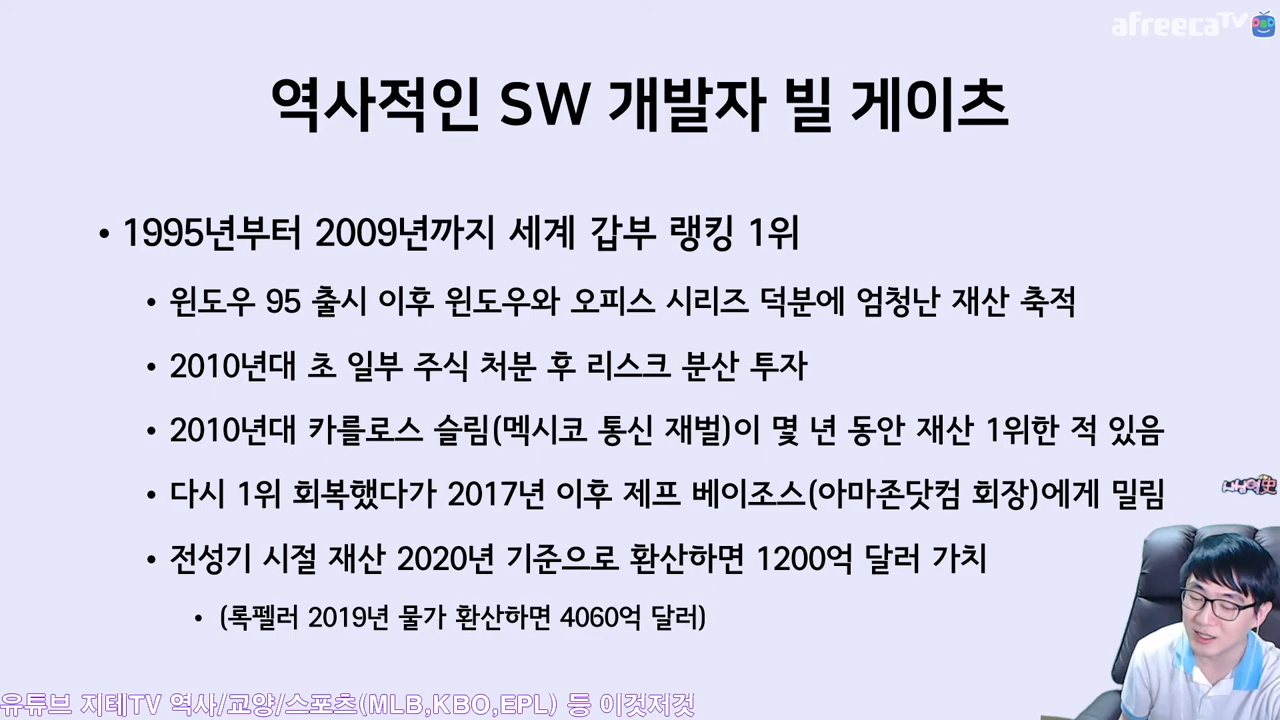 afreecaTV
역사적인 SW 개발자 빌 게이츠
• 1995년부터 2009년까지 세계 갑부 랭킹 1위
• 윈도우 95 출시 이후 윈도우와 오피스 시리즈 덕분에 엄청난 재산 축적
• 2010년대 초 일부 주식 처분 후 리스크 분산 투자
• 2010년대 카를로스 슬림(멕시코 통신 재벌)이 몇 년 동안 재산 1위한 적 있음
• 다시 1위 회복했다가 2017년 이후 제프 베이조스(아마존닷컴 회장)에게 밀림
• 전성기 시절 재산 2020년 기준으로 환산하면 1200억 달러 가치
• (록펠러 2019년 물가 환산하면 4060억 달러)
유튜브 지테TV 역사/교양/스포츠(MLB,KBO,EPL) 등 이것저것